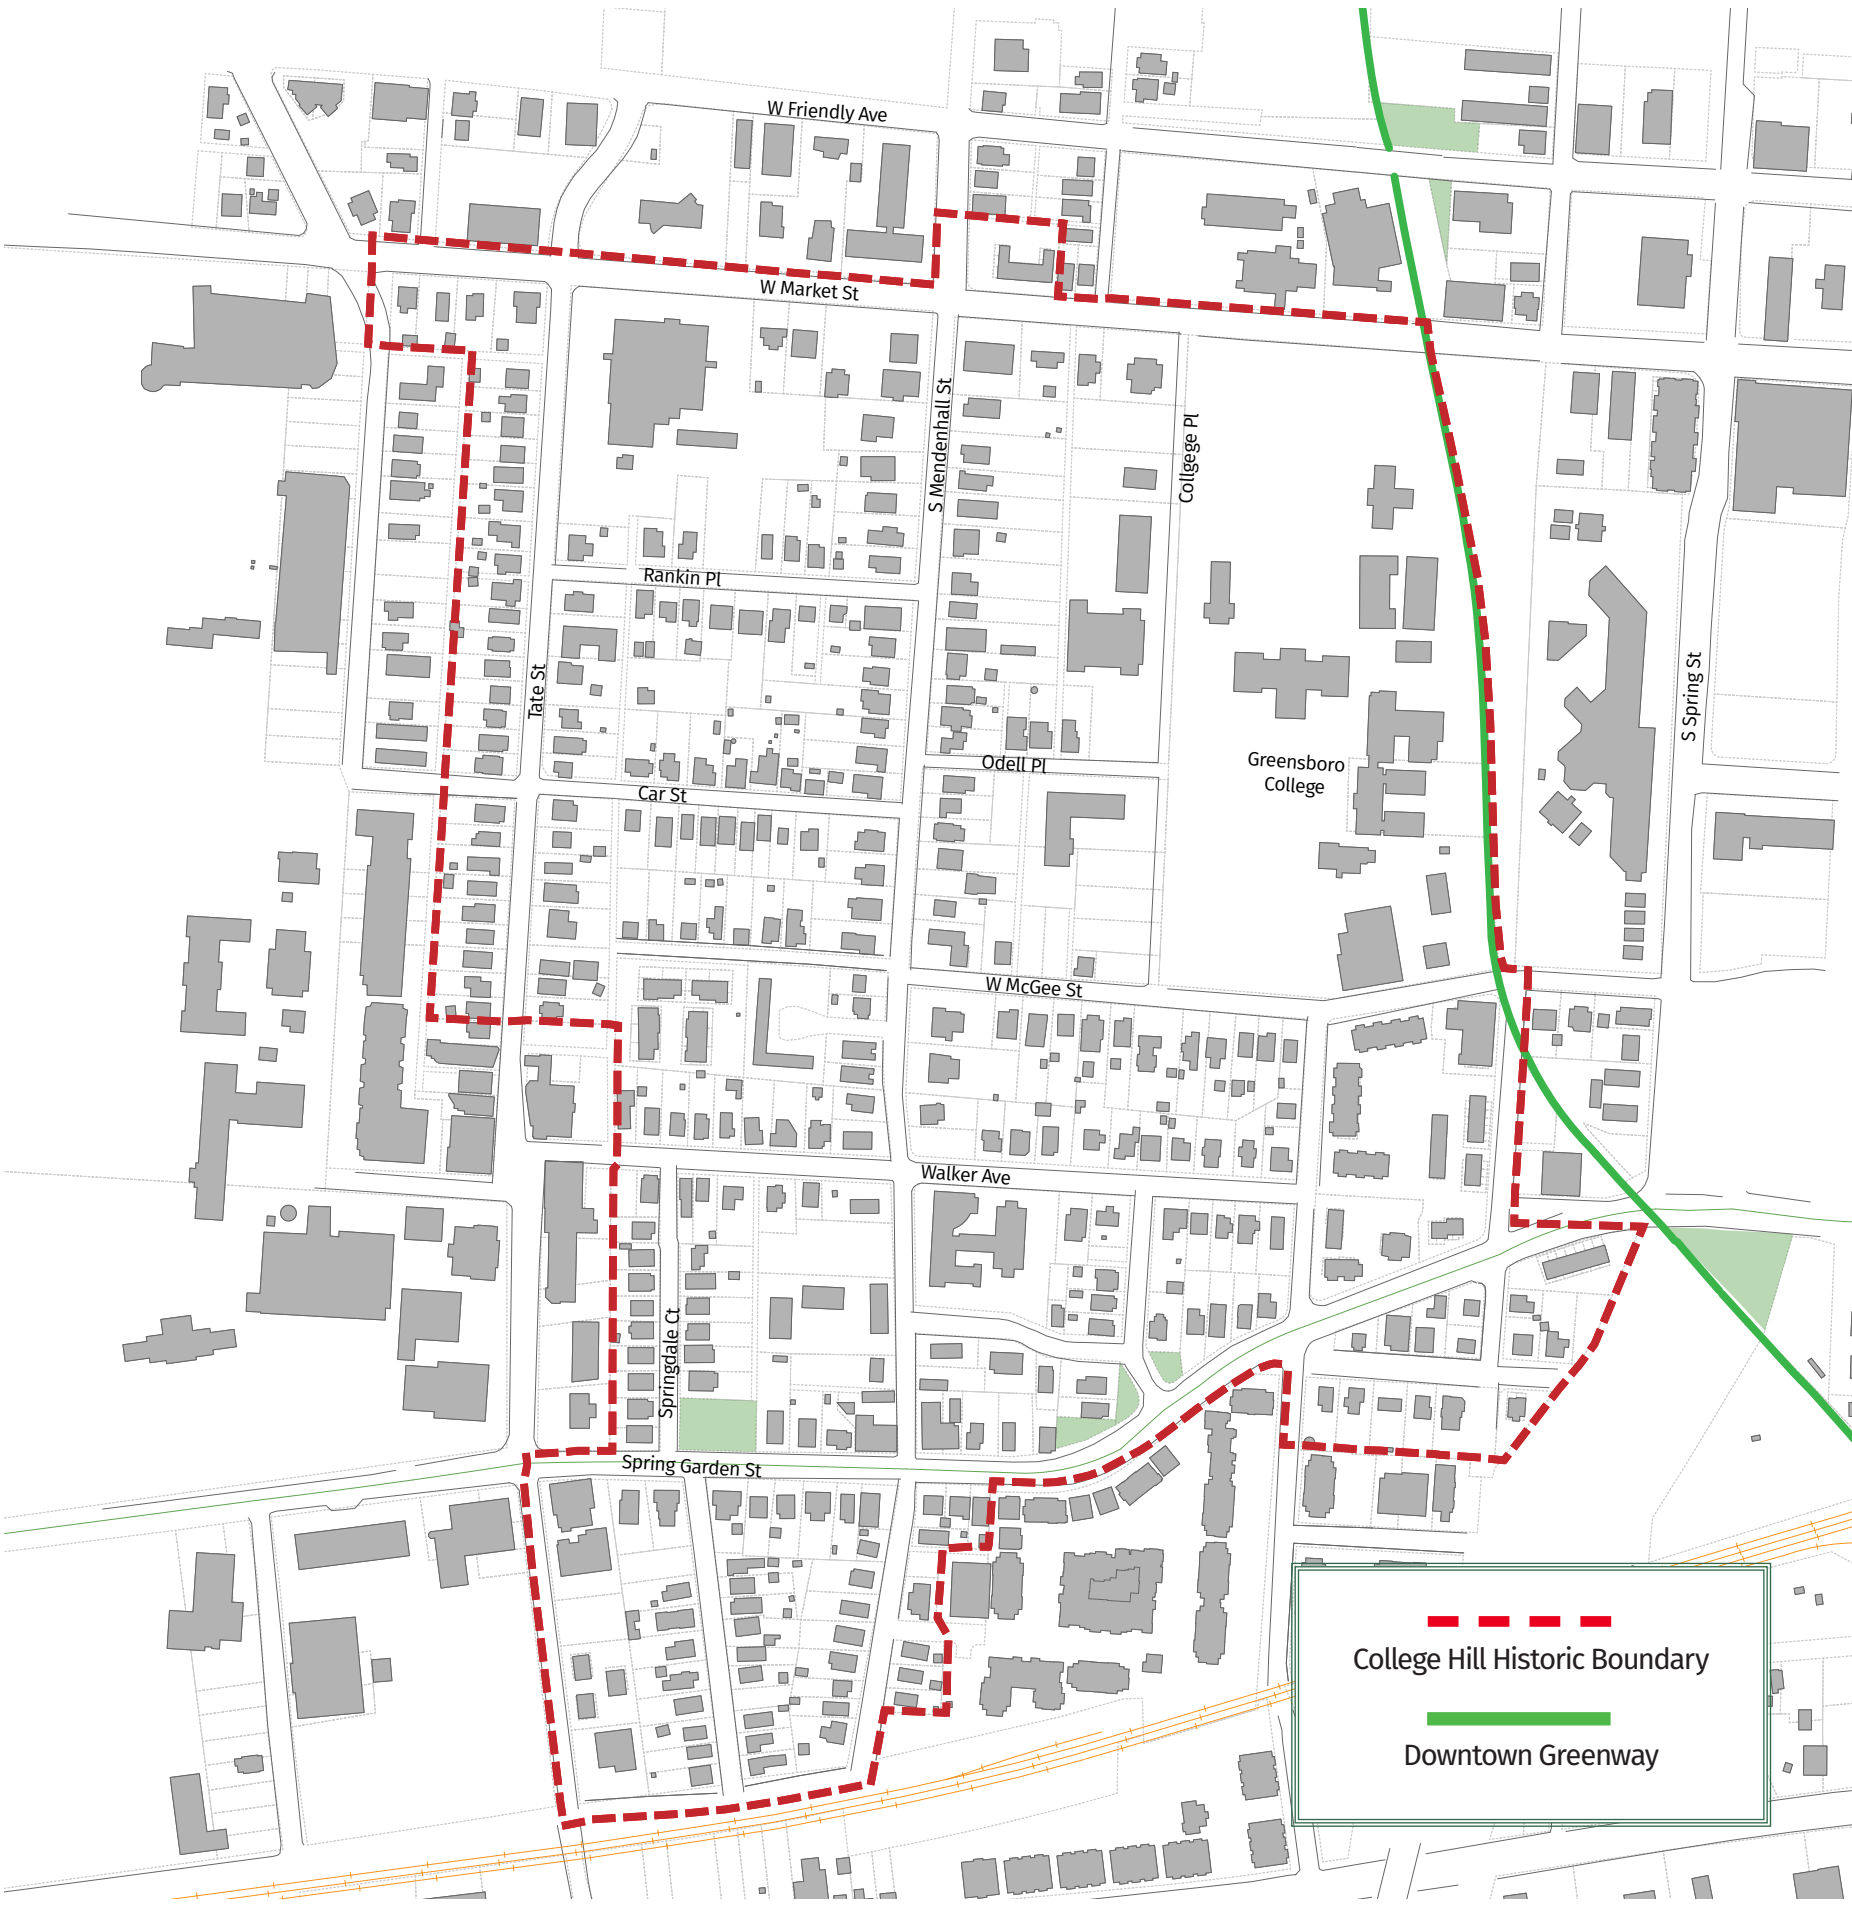 W Friendly Ave
W Market St
S Mendenhall St
Collgege Pl
Rankin Pl
Tate St
S Spring St
Greensboro
College
Odell Pl
Car St
W McGee St
Walker Ave
Springdale Ct
Spring Garden St
College Hill Historic Boundary
Downtown Greenway